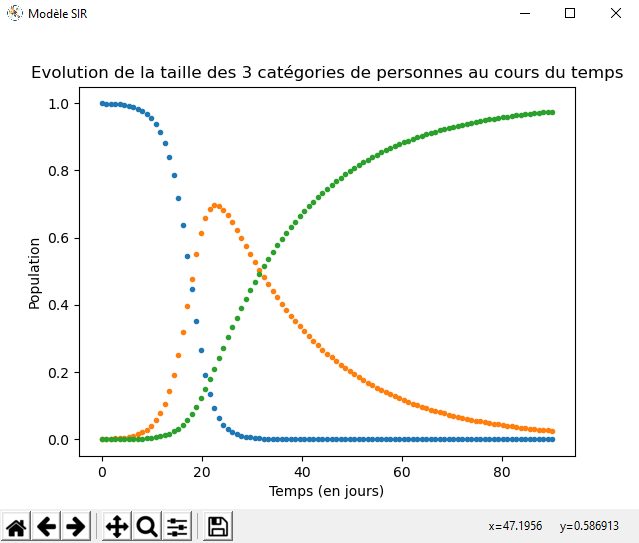 Modèle SIR
Evolution de la taille des 3 catégories de personnes au cours du temps
1.0
0.8
0.6
0.4
0.2
0.0
Population
0 20 40 60 80
Temps (en jours)
x=47.1956 y=0.586913